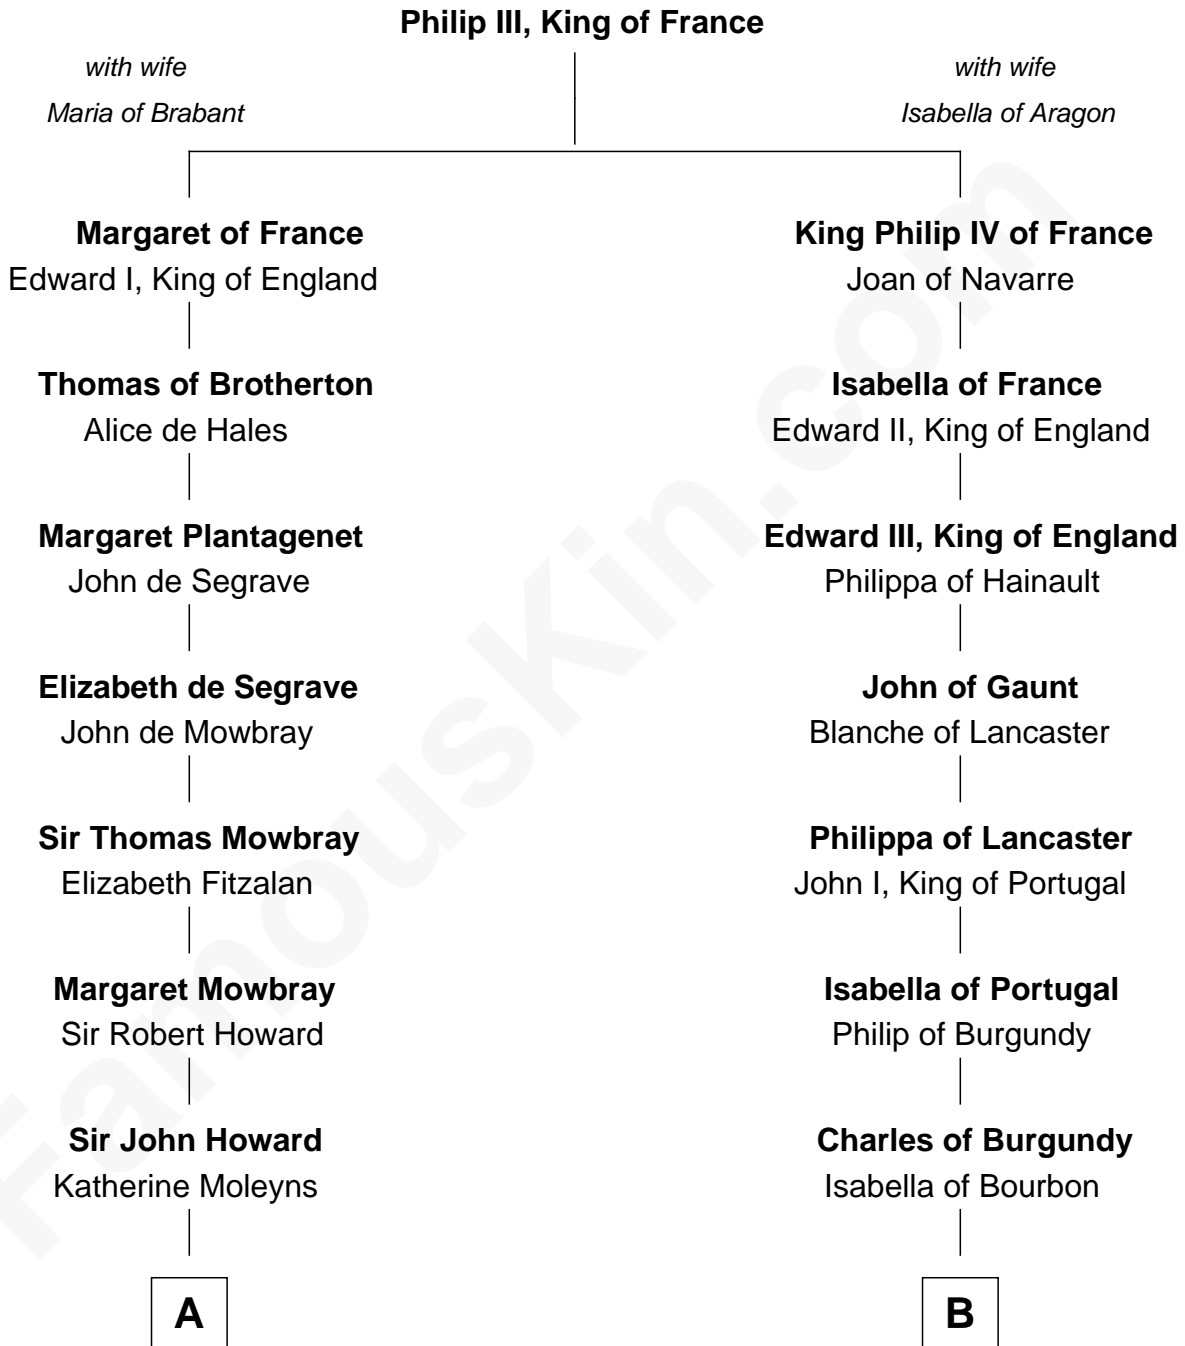 Philip III, King of France
with wife
Maria of Brabant
with wife
Isabella of Aragon
Margaret of France
Edward I, King of England
King Philip IV of France
Joan of Navarre
Thomas of Brotherton
Alice de Hales
Isabella of France
Edward II, King of England
Margaret Plantagenet
John de Segrave
Edward III, King of England
Philippa of Hainault
Elizabeth de Segrave
John de Mowbray
John of Gaunt
Blanche of Lancaster
Sir Thomas Mowbray
Elizabeth Fitzalan
Philippa of Lancaster
John I, King of Portugal
Margaret Mowbray
Sir Robert Howard
Isabella of Portugal
Philip of Burgundy
Sir John Howard
Katherine Moleyns
Charles of Burgundy
Isabella of Bourbon
A
B
FamousKin.com